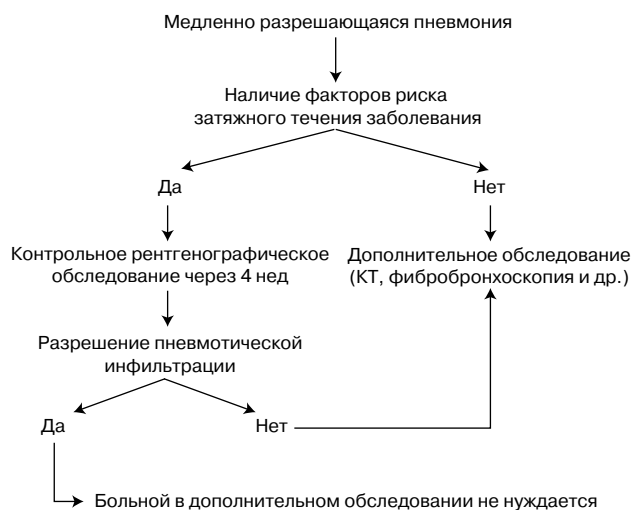 Медленно разрешающаяся пневмония
Наличие факторов риска
затяжного течения заболевания
Да
Нет
Контрольное рентгенографическое
обследование через 4 нед
Дополнительное обследование
(КТ, фибробронхоскопия и др.)
Разрешение пневмотической
инфильтрации
Да
Нет
Больной в дополнительном обследовании не нуждается